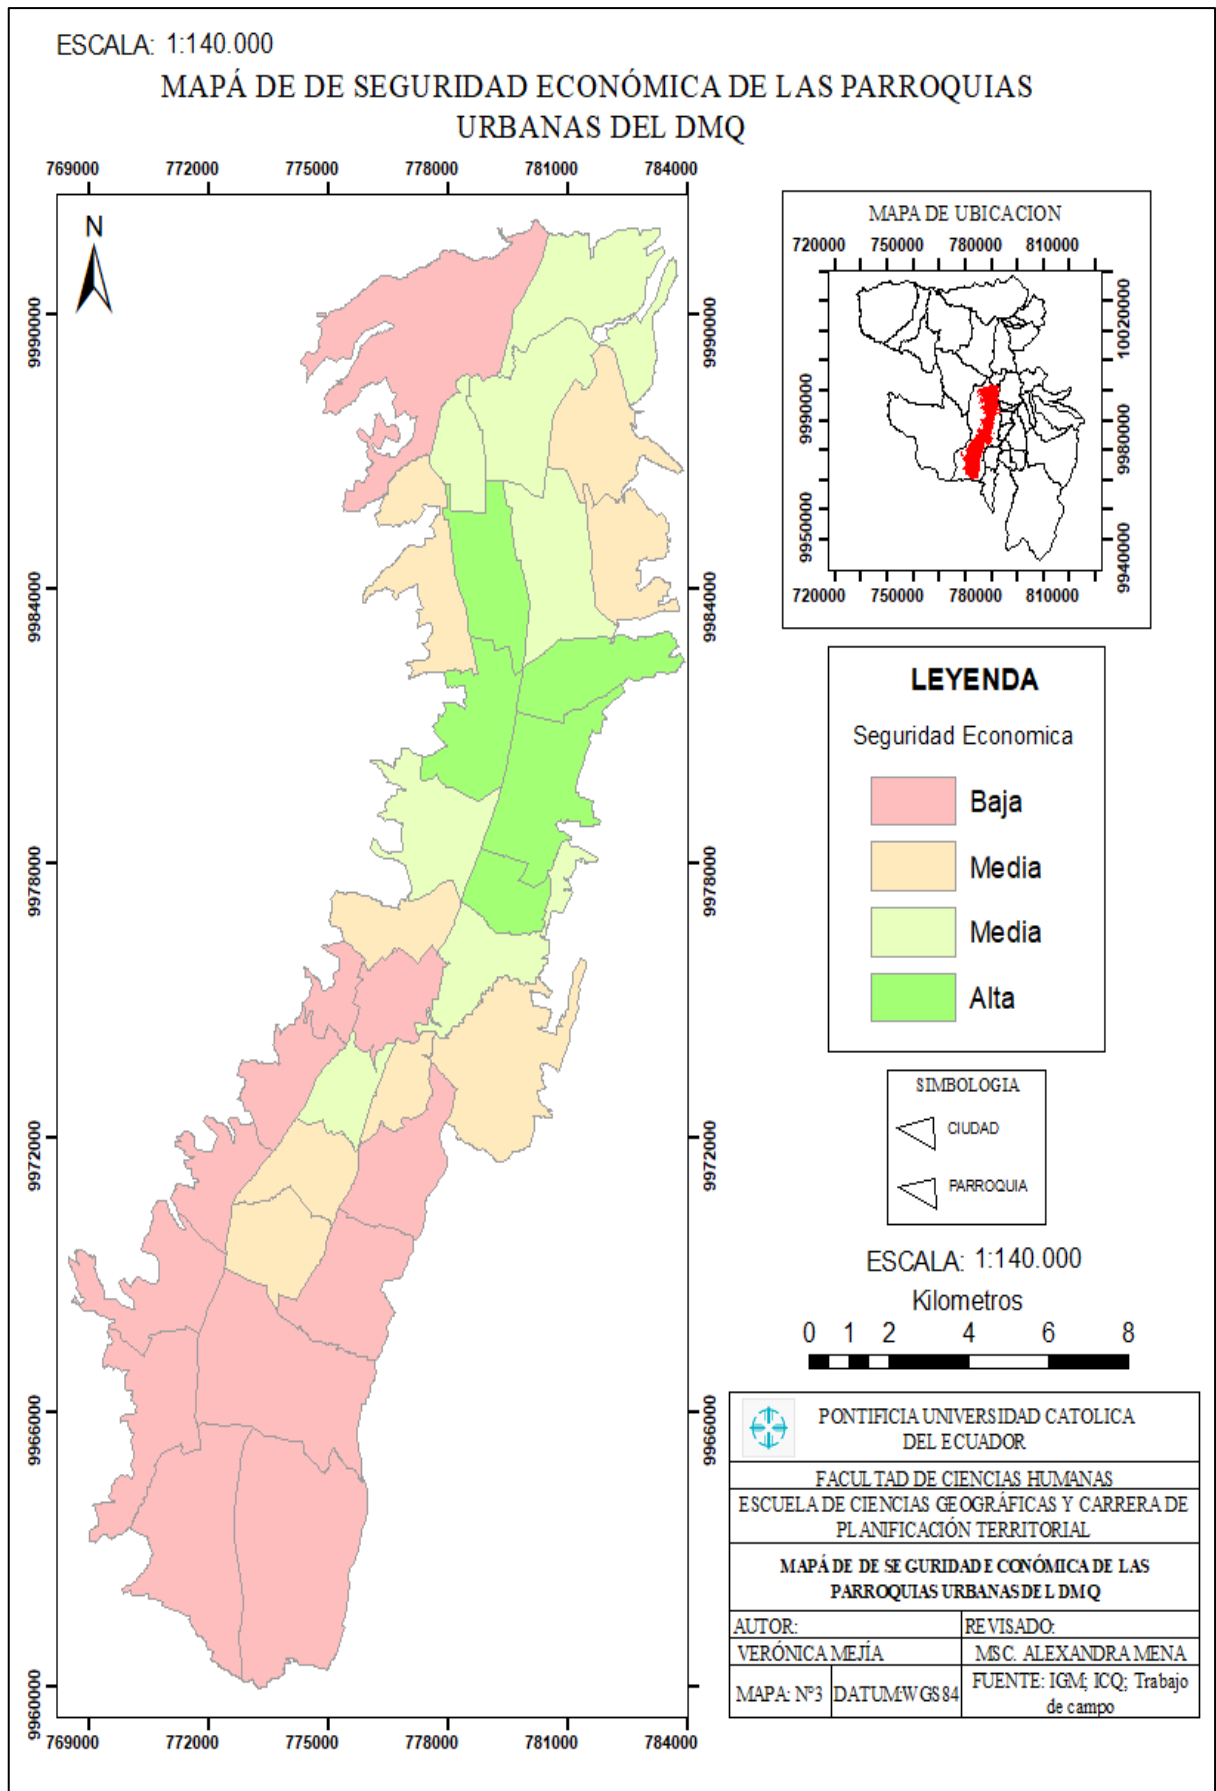 ESCALA: 1:140.000
MAPÁ DE DE SEGURIDAD ECONÓMICA DE LAS PARROQUIAS
URBANAS DEL DMQ
769000 772000 775000 778000 781000 784000
N
9990000 9990000
9984000 9984000
9978000 9978000
9972000 9972000
9966000 9966000
9960000 9960000
769000 772000 775000 778000 781000 784000
MAPA DE UBICACION
720000 750000 780000 810000
10020000
9990000
9980000
9950000
9940000
720000 750000 780000 810000
LEYENDA
Seguridad Economica
Baja
Media
Media
Alta
SIMBOLOGIA
CIUDAD
PARROQUIA
ESCALA: 1:140.000
Kilometros
0 1 2 4 6 8
PONTIFICIA UNIVERSIDAD CATOLICA
DEL ECUADOR
FACULTAD DE CIENCIAS HUMANAS
ESCUELA DE CIENCIAS GEOGRÁFICAS Y CARRERA DE
PLANIFICACIÓN TERRITORIAL
MAPÁ DE DE SEGURIDAD ECONÓMICA DE LAS
PARROQUIAS URBANAS DEL DMQ
AUTOR: REVISADO:
VERÓNICA MEJÍA MSC. ALEXANDRA MENA
MAPA: Nº3 DATUM:WGS84 FUENTE: IGM; ICQ; Trabajo
de campo